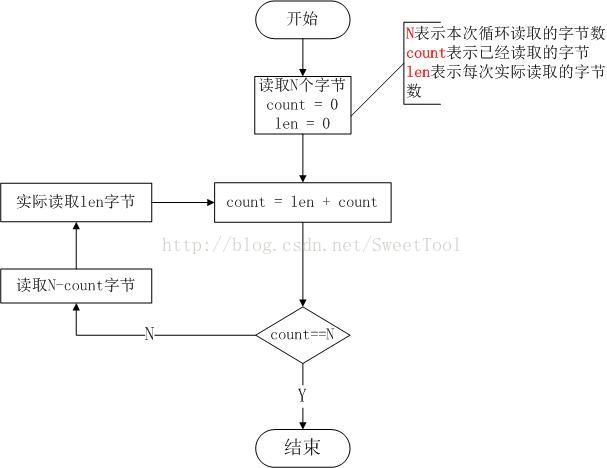 开始
N表示本次循环读取的字节数
count表示已经读取的字节
len表示每次实际读取的字节
数
读取N个字节
count = 0
len = 0
实际读取len字节
count = len + count
http://blog.csdn.net/SweetTool
读取N-count字节
count==N
N
Y
结束